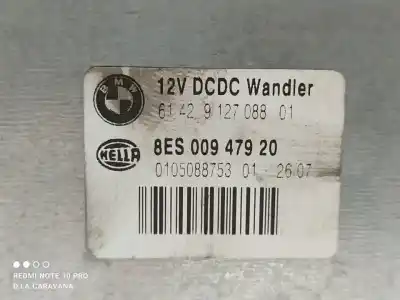 BMW
12V DCDC Wandler
61 42 9 127 088 01
HELLA
8ES 009 479 20
0105088753 01 - 26.07
REDMI NOTE 10 PRO
D.I.A. CARAVANA